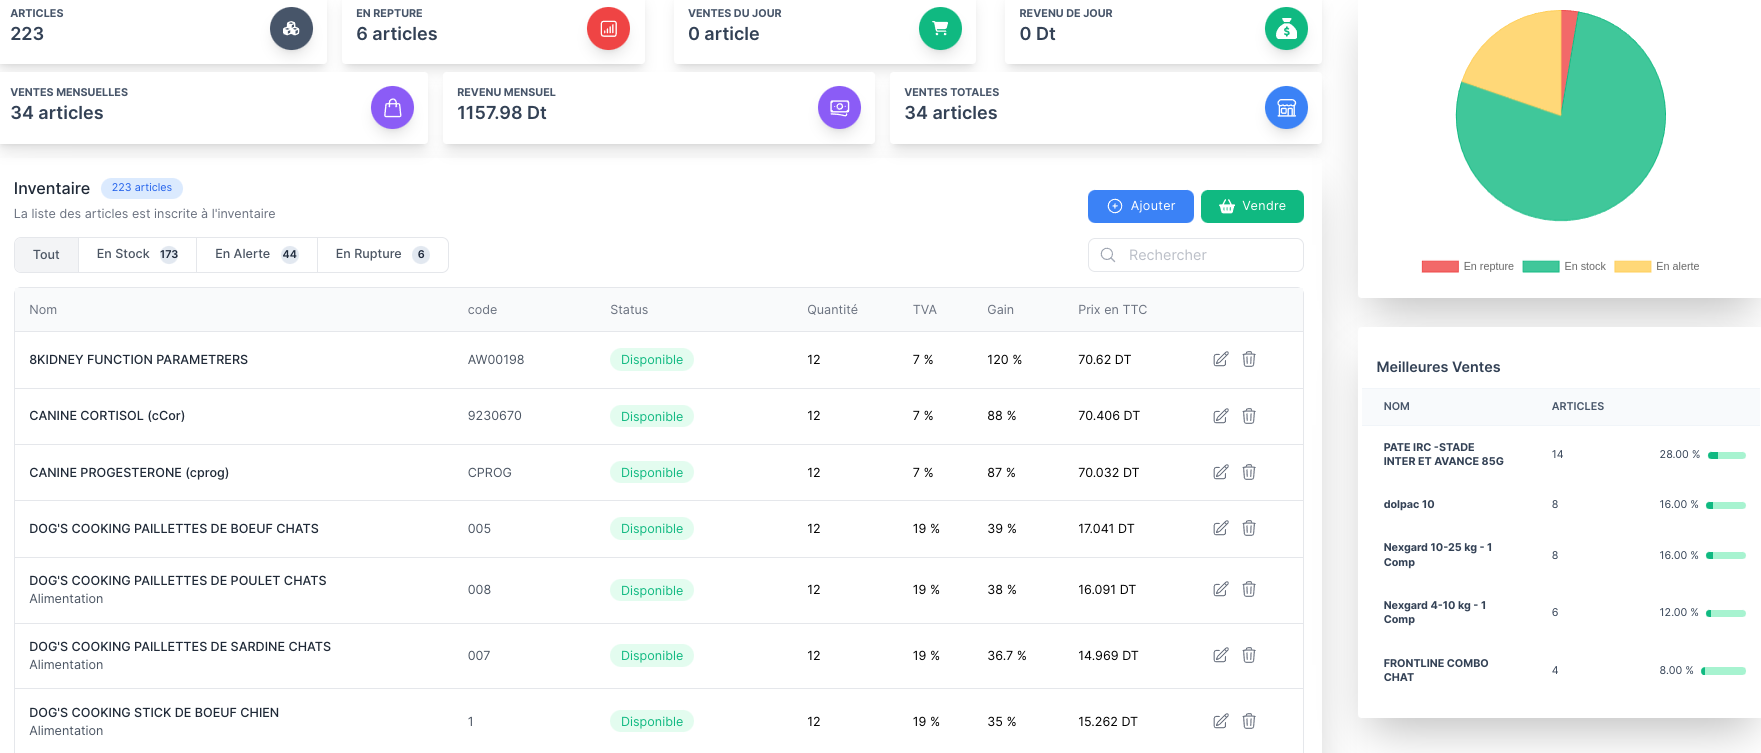 ARTICLES
223
EN REPTURE
6 articles
VENTES DU JOUR
0 article
REVENU DE JOUR
0 Dt
VENTES MENSUELLES
34 articles
REVENU MENSUEL
1157.98 Dt
VENTES TOTALES
34 articles
Inventaire 223 articles
La liste des articles est inscrite à l'inventaire
Ajouter
Vendre
Tout
En Stock 173
En Alerte 44
En Rupture 6
Rechercher
Nom code Status Quantité TVA Gain Prix en TTC
8KIDNEY FUNCTION PARAMETRERS AW00198 Disponible 12 7 % 120 % 70.62 DT
CANINE CORTISOL (cCor) 9230670 Disponible 12 7 % 88 % 70.406 DT
CANINE PROGESTERONE (cprog) CPROG Disponible 12 7 % 87 % 70.032 DT
DOG'S COOKING PAILLETTES DE BOEUF CHATS 005 Disponible 12 19 % 39 % 17.041 DT
DOG'S COOKING PAILLETTES DE POULET CHATS
Alimentation
008 Disponible 12 19 % 38 % 16.091 DT
DOG'S COOKING PAILLETTES DE SARDINE CHATS
Alimentation
007 Disponible 12 19 % 36.7 % 14.969 DT
DOG'S COOKING STICK DE BOEUF CHIEN
Alimentation
1 Disponible 12 19 % 35 % 15.262 DT
En repture En stock En alerte
Meilleures Ventes
NOM ARTICLES
PATE IRC -STADE
INTER ET AVANCE 85G
14 28.00 %
dolpac 10 8 16.00 %
Nexgard 10-25 kg - 1
Comp
8 16.00 %
Nexgard 4-10 kg - 1
Comp
6 12.00 %
FRONTLINE COMBO
CHAT
4 8.00 %